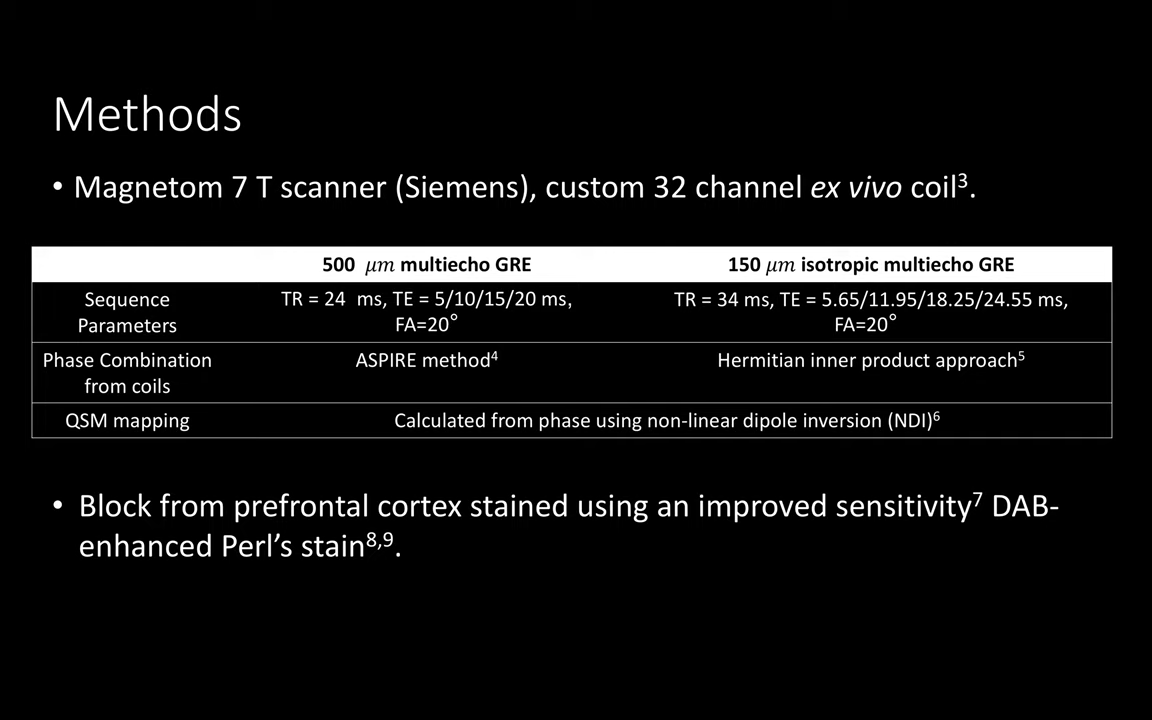 Methods
• Magnetom 7 T scanner (Siemens), custom 32 channel ex vivo coil³.
500 𝜇𝑚 multiecho GRE
150 𝜇𝑚 isotropic multiecho GRE
Sequence
Parameters
TR = 24 ms, TE = 5/10/15/20 ms,
FA=20°
TR = 34 ms, TE = 5.65/11.95/18.25/24.55 ms,
FA=20°
Phase Combination
from coils
ASPIRE method⁴
Hermitian inner product approach⁵
QSM mapping
Calculated from phase using non-linear dipole inversion (NDI)⁶
• Block from prefrontal cortex stained using an improved sensitivity⁷ DAB-
enhanced Perl’s stain⁸,⁹.